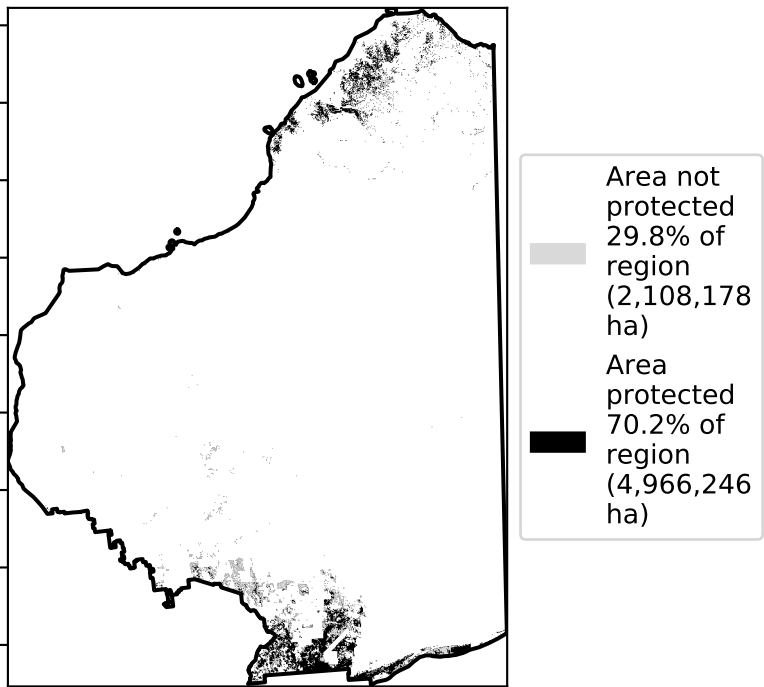 Area not
protected
29.8% of
region
(2,108,178
ha)
Area
protected
70.2% of
region
(4,966,246
ha)